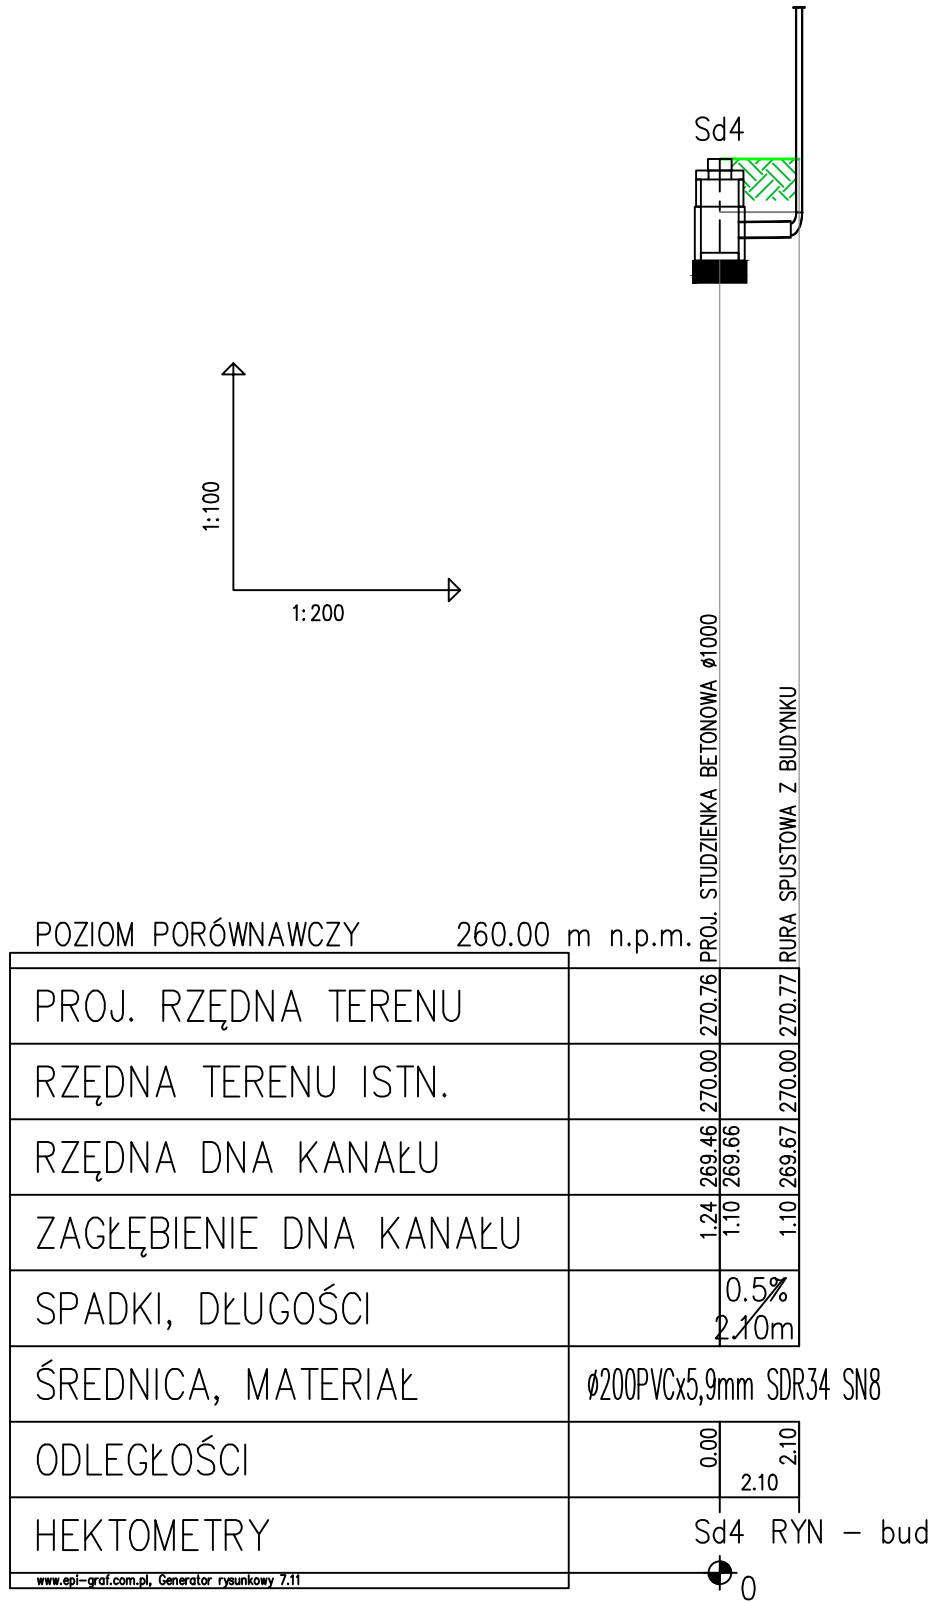 Sd4
1:100
1:200
PROJ. STUDZIENKA BETONOWA ø1000
RURA SPUSTOWA Z BUDYNKU
POZIOM PORÓWNAWCZY 260.00 m n.p.m.
PROJ. RZĘDNA TERENU 270.76 270.77
RZĘDNA TERENU ISTN. 270.00 270.00
RZĘDNA DNA KANAŁU 269.46 269.66 269.67
ZAGŁĘBIENIE DNA KANAŁU 1.24 1.10 1.10
SPADKI, DŁUGOŚCI 0.5% 2.10m
ŚREDNICA, MATERIAŁ ø200PVCx5,9mm SDR34 SN8
ODLEGŁOŚCI 0.00 2.10 2.10
HEKTOMETRY Sd4 RYN - bud
www.epi-graf.com.pl, Generator rysunkowy 7.11
0